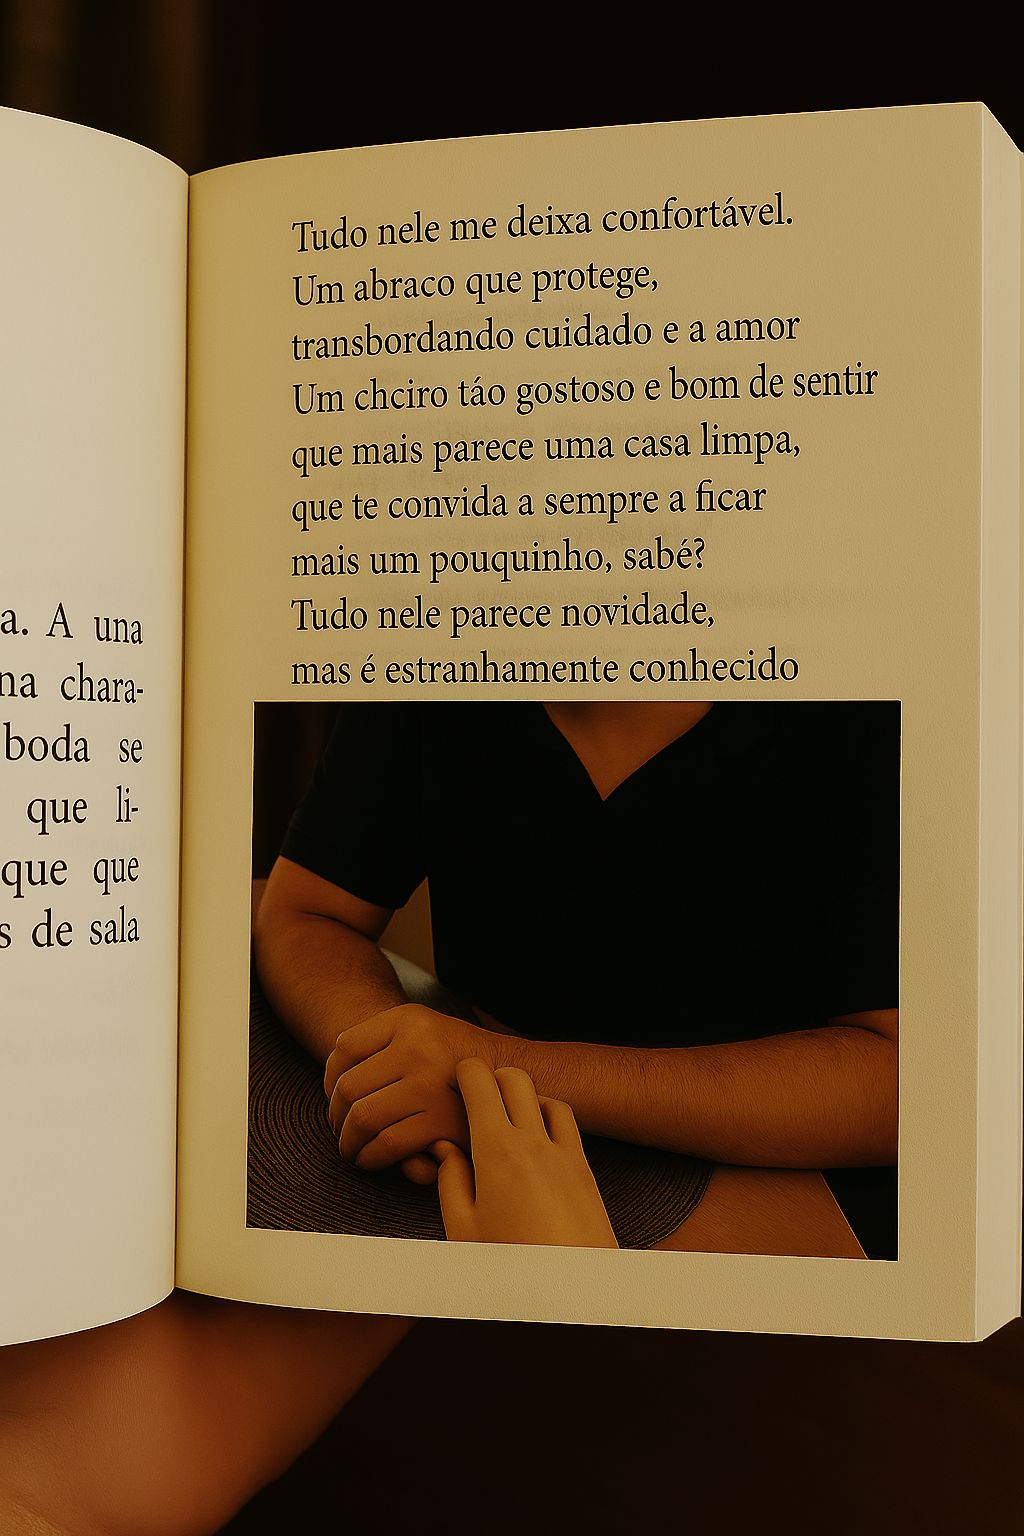 a. A una
na chara-
boda se
que li-
que que
s de sala
Tudo nele me deixa confortável.
Um abraco que protege,
transbordando cuidado e a amor
Um chciro táo gostoso e bom de sentir
que mais parece uma casa limpa,
que te convida a sempre a ficar
mais um pouquinho, sabé?
Tudo nele parece novidade,
mas é estranhamente conhecido